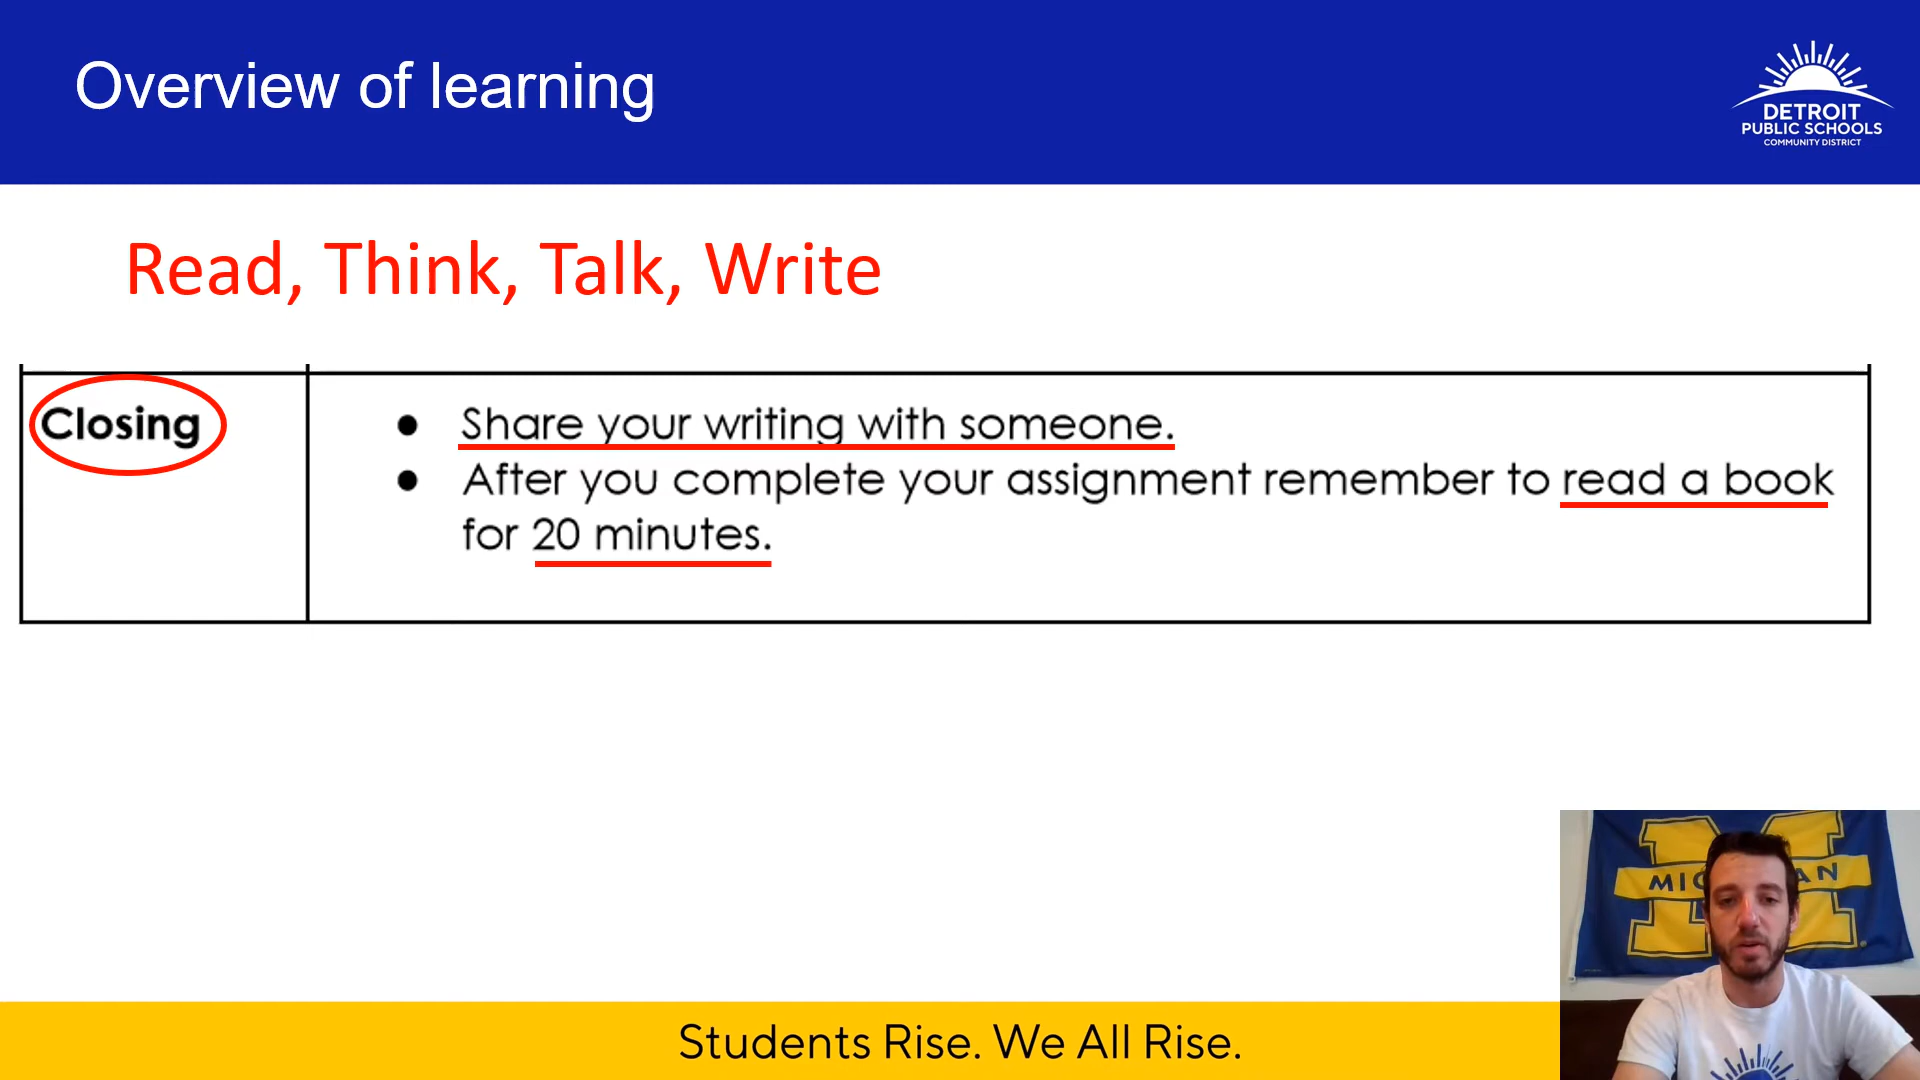 Overview of learning
DETROIT
PUBLIC SCHOOLS
COMMUNITY DISTRICT
Read, Think, Talk, Write
Closing
● Share your writing with someone.
● After you complete your assignment remember to read a book
for 20 minutes.
Students Rise. We All Rise.